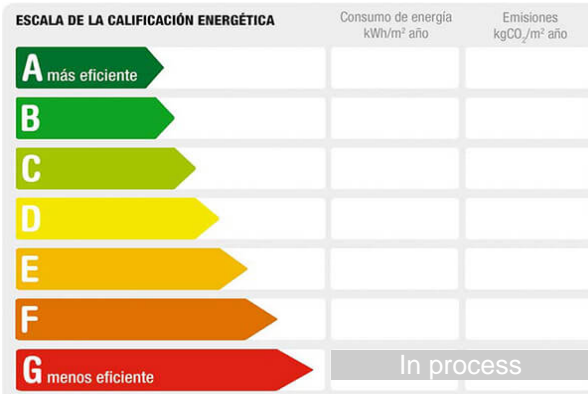 ESCALA DE LA CALIFICACIÓN ENERGÉTICA
Consumo de energía
kWh/m² año
Emisiones
kgCO₂/m² año
A más eficiente
B
C
D
E
F
G menos eficiente
In process